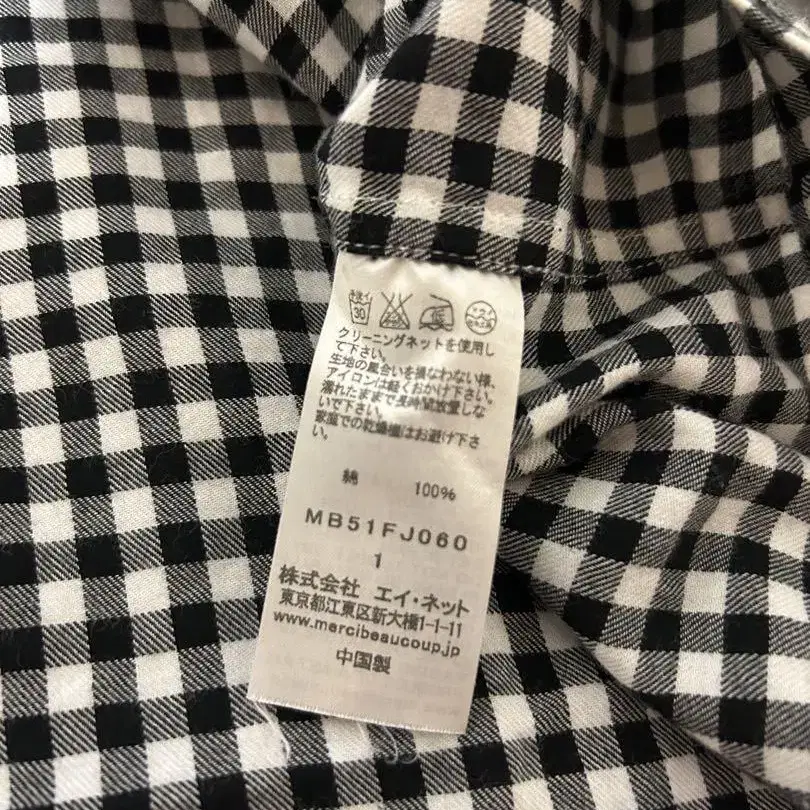 30
クリーニングネットを使用し
て下さい。
生地の風合いを損なわない様、
アイロンは軽くおかけ下さい。
濡れたままで長時間放置しな
いで下さい。
家庭での乾燥機はお避け下さ
い。
綿 100%
MB51FJ060
1
株式会社 エイ・ネット
東京都江東区新大橋1-1-11
www.mercibeaucoup.jp
中国製